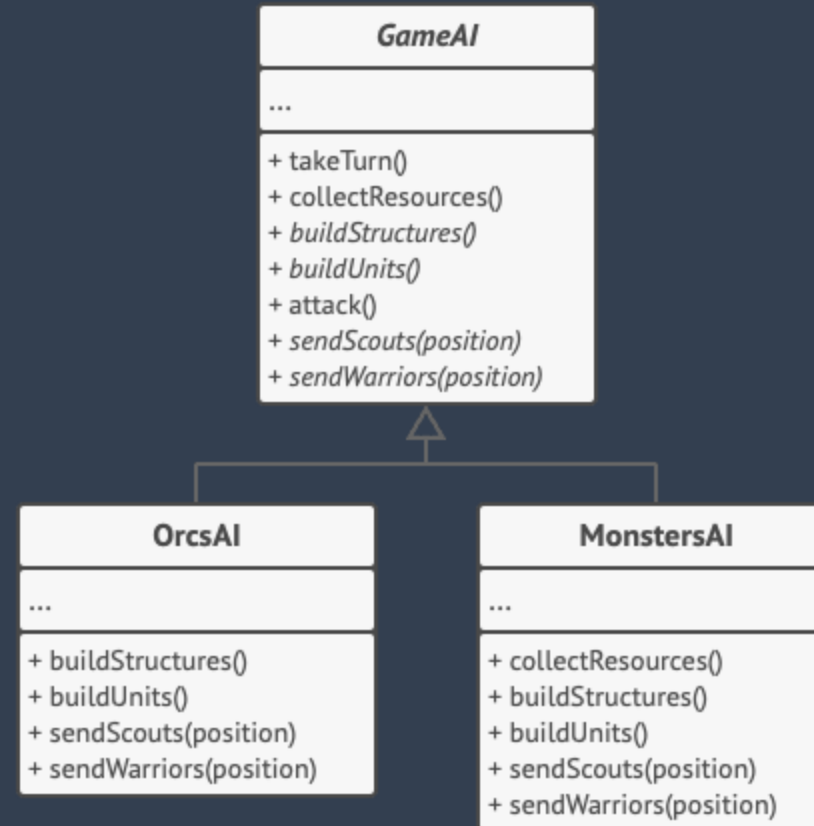 GameAI
...
+ takeTurn()
+ collectResources()
+ buildStructures()
+ buildUnits()
+ attack()
+ sendScouts(position)
+ sendWarriors(position)
OrcsAI
...
+ buildStructures()
+ buildUnits()
+ sendScouts(position)
+ sendWarriors(position)
MonstersAI
...
+ collectResources()
+ buildStructures()
+ buildUnits()
+ sendScouts(position)
+ sendWarriors(position)